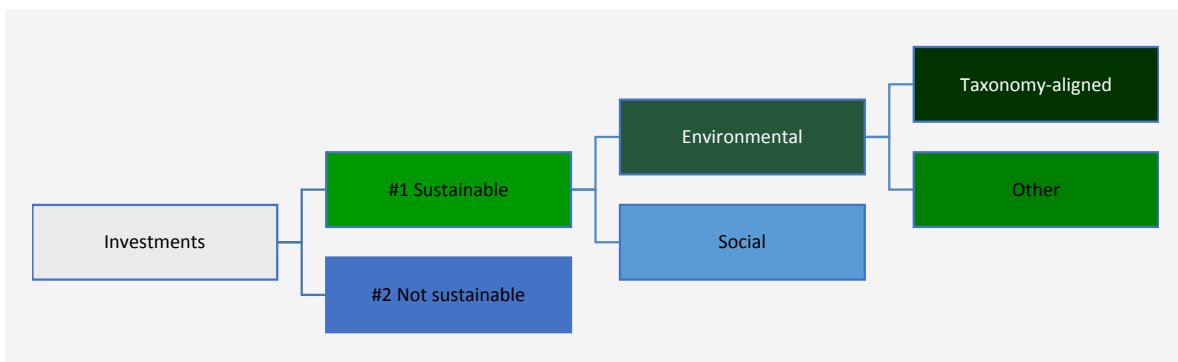 Investments
#1 Sustainable
#2 Not sustainable
Environmental
Social
Taxonomy-aligned
Other